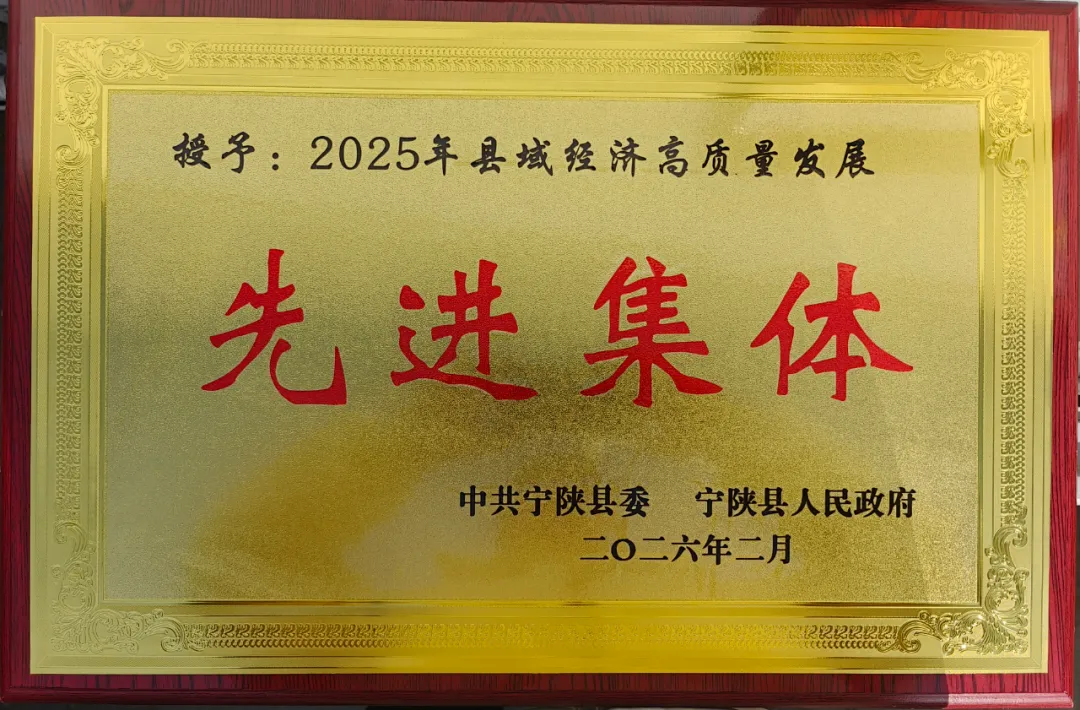 授予：2025年县域经济高质量发展
先进集体
中共宁陕县委 宁陕县人民政府
二〇二六年二月